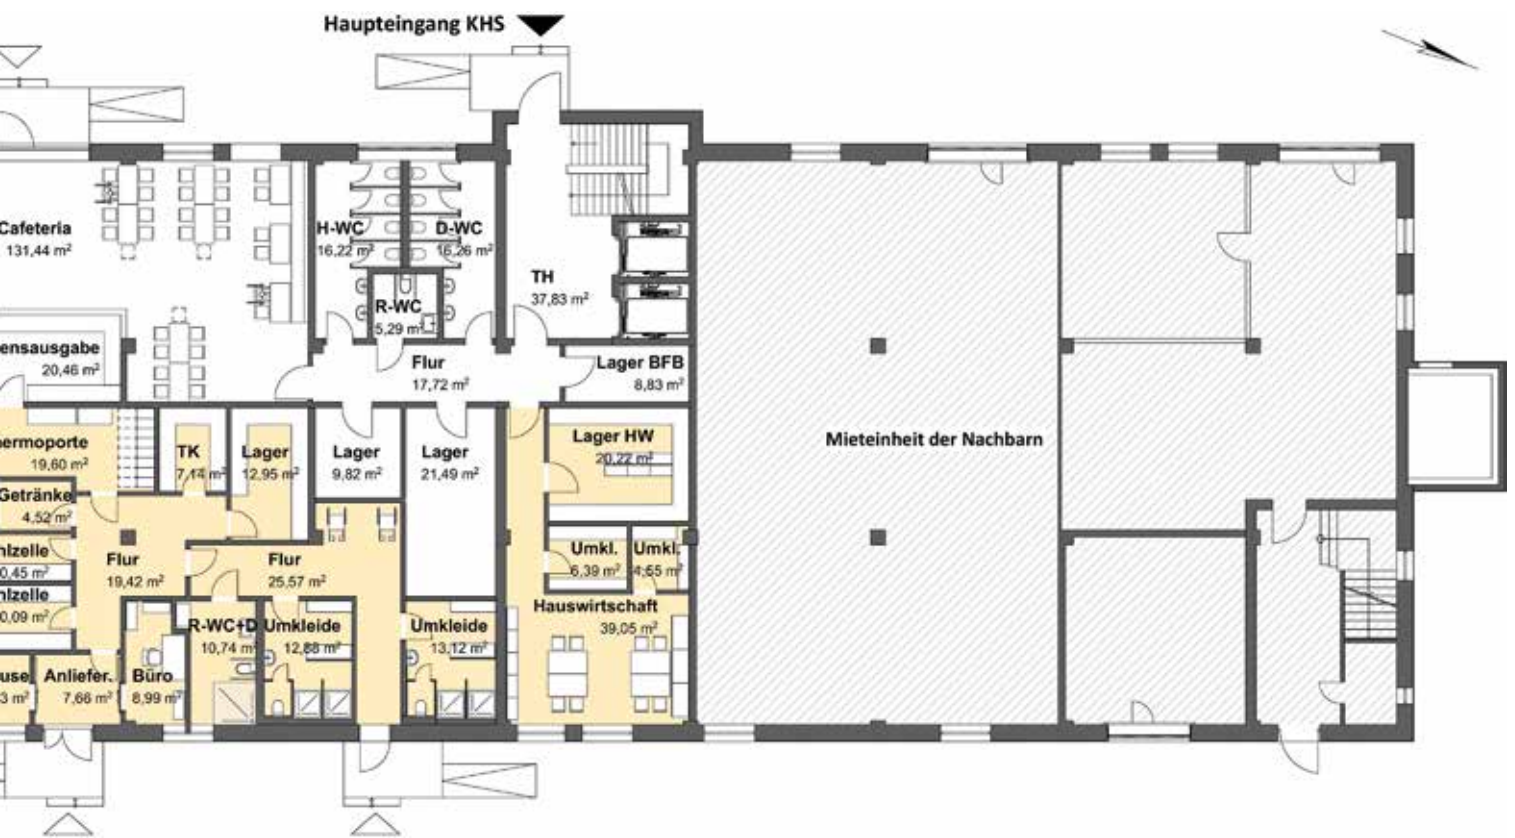 Haupteingang KHS
Cafeteria
131,44 m²
H-WC
16,22 m²
D-WC
16,26 m²
R-WC
5,29 m²
TH
37,83 m²
ensausgabe
20,46 m²
Flur
17,72 m²
Lager BFB
8,83 m²
Mieteinheit der Nachbarn
ermoporte
19,60 m²
TK
7,14 m²
Lager
12,95 m²
Lager
9,82 m²
Lager
21,49 m²
Lager HW
20,22 m²
Getränke
4,52 m²
hlzelle
0,45 m²
hlzelle
0,09 m²
Flur
19,42 m²
Flur
25,57 m²
Umkl.
6,39 m²
Umkl.
4,55 m²
Hauswirtschaft
39,05 m²
R-WC+D
10,74 m²
Umkleide
12,88 m²
Umkleide
13,12 m²
use
3 m²
Anliefer.
7,66 m²
Büro
8,99 m²